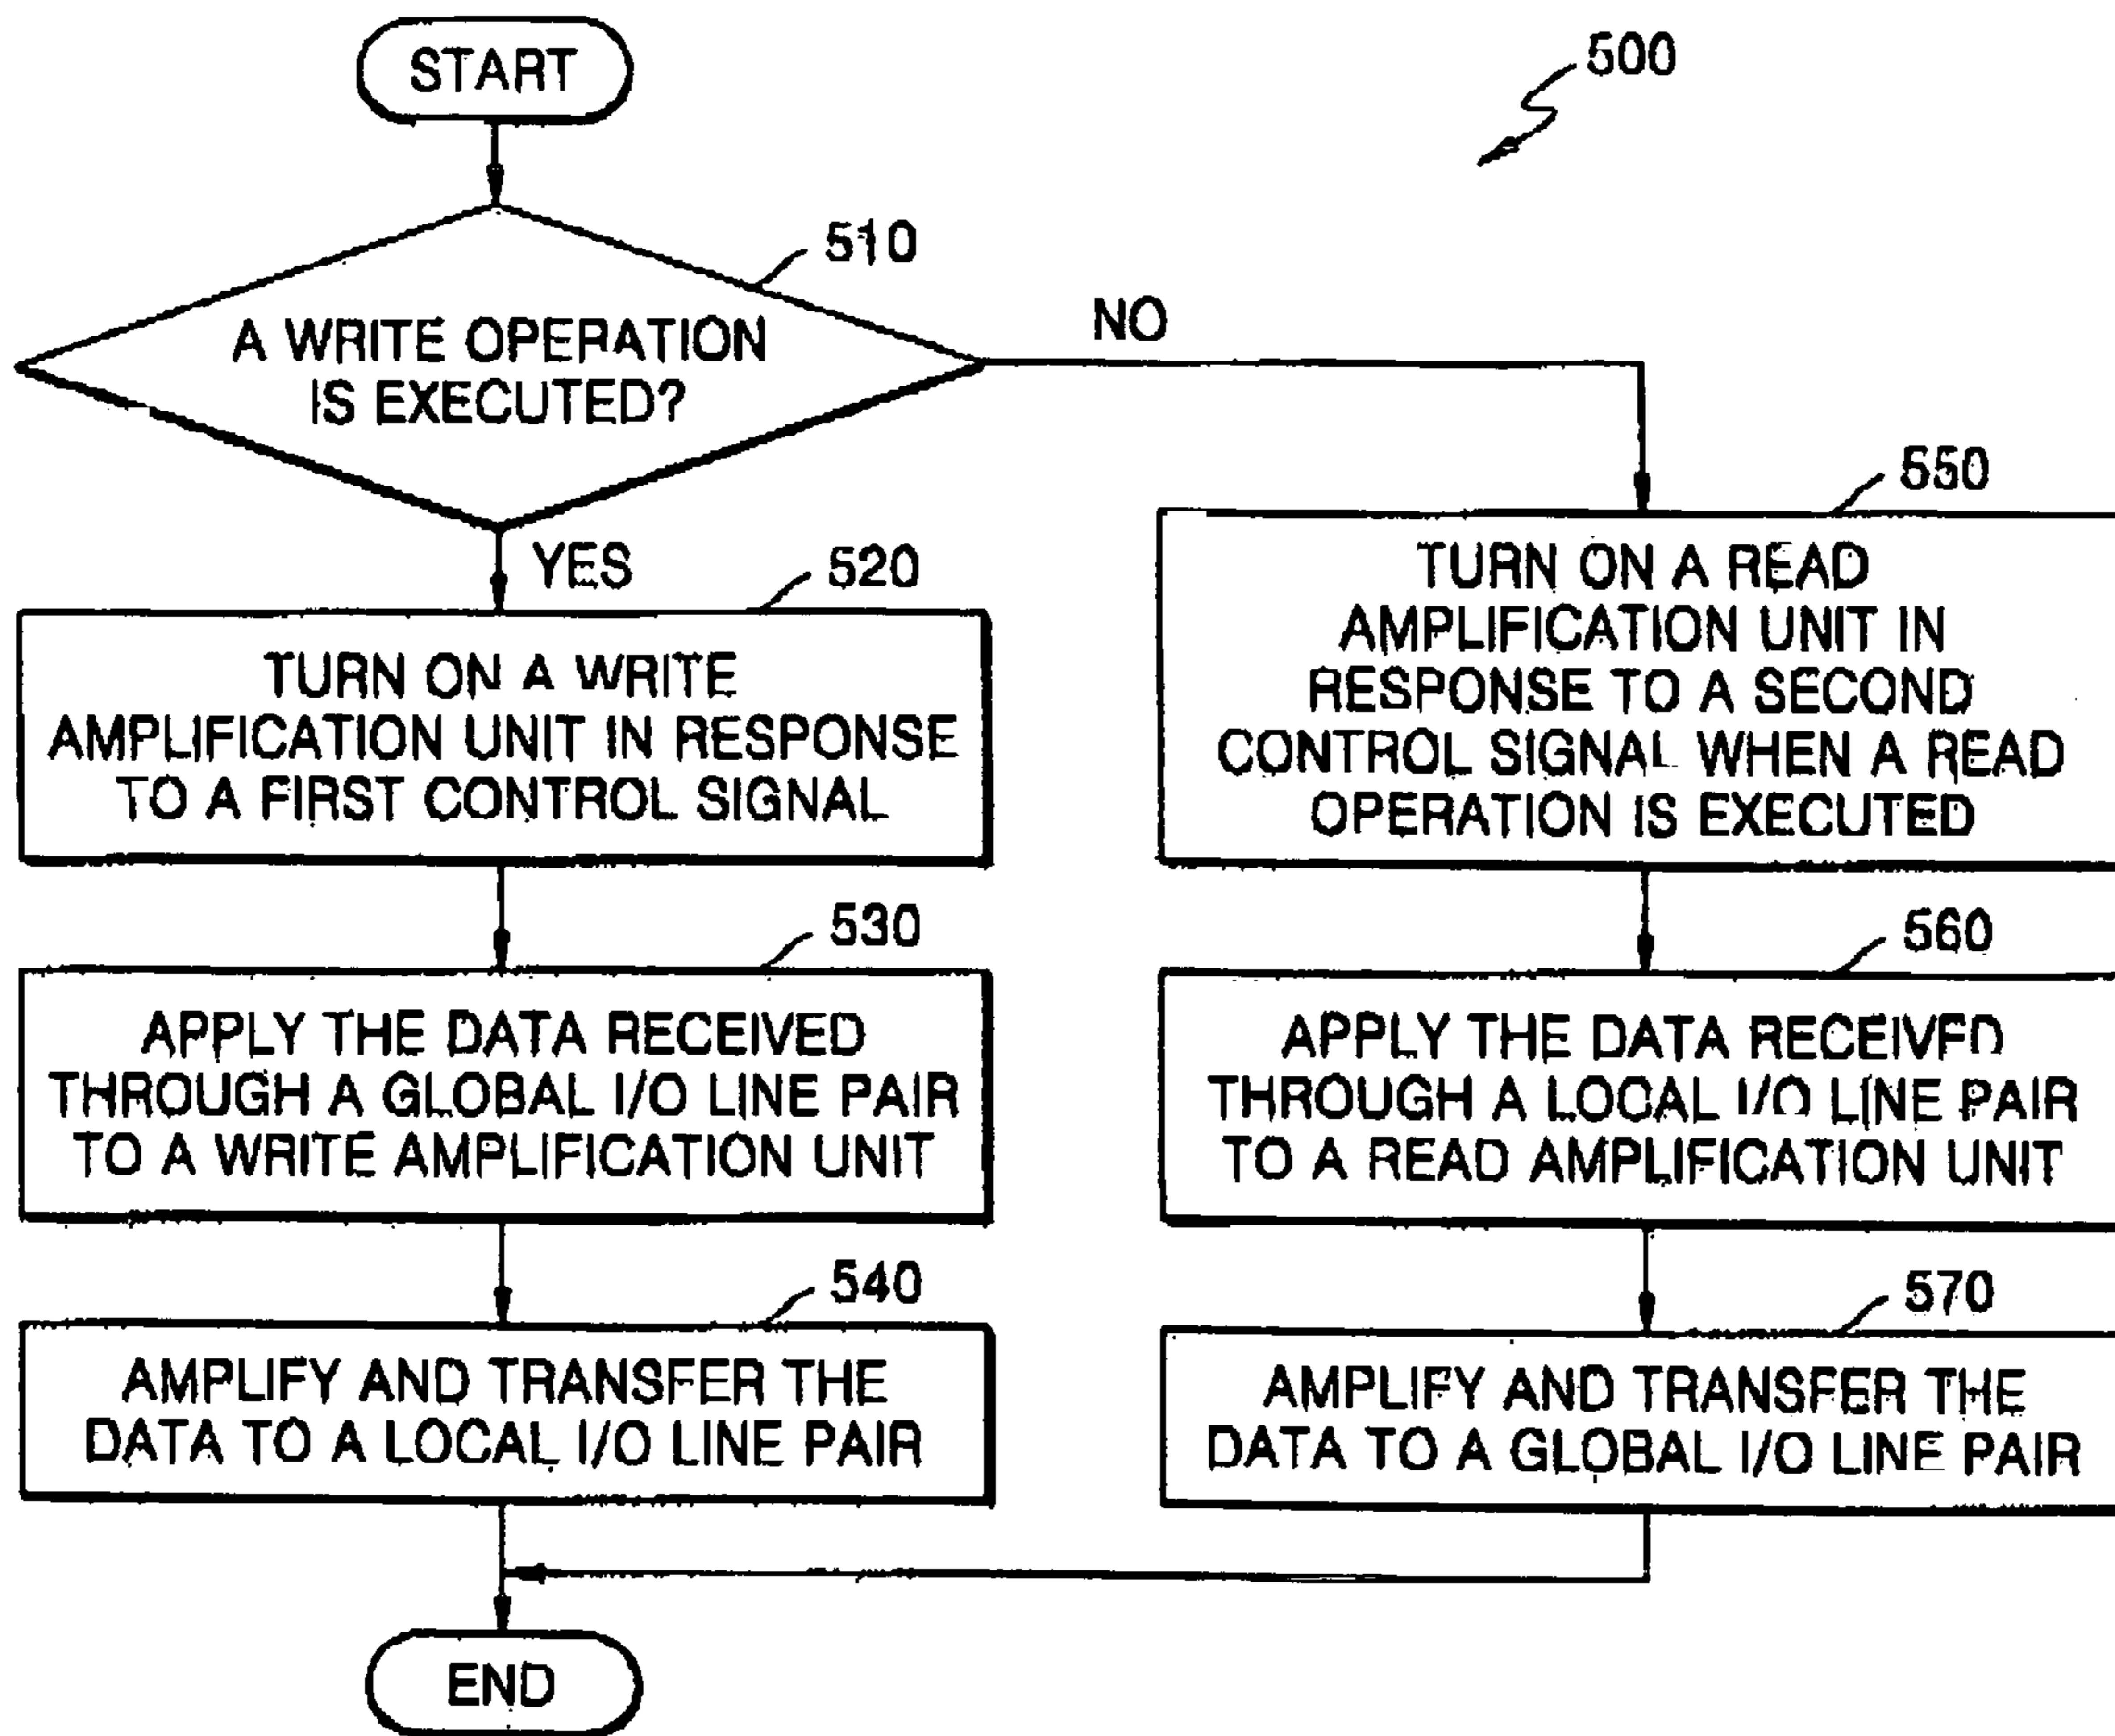 START
500
510
A WRITE OPERATION
IS EXECUTED?
NO
YES
520
TURN ON A WRITE
AMPLIFICATION UNIT IN RESPONSE
TO A FIRST CONTROL SIGNAL
530
APPLY THE DATA RECEIVED
THROUGH A GLOBAL I/O LINE PAIR
TO A WRITE AMPLIFICATION UNIT
540
AMPLIFY AND TRANSFER THE
DATA TO A LOCAL I/O LINE PAIR
550
TURN ON A READ
AMPLIFICATION UNIT IN
RESPONSE TO A SECOND
CONTROL SIGNAL WHEN A READ
OPERATION IS EXECUTED
560
APPLY THE DATA RECEIVED
THROUGH A LOCAL I/O LINE PAIR
TO A READ AMPLIFICATION UNIT
570
AMPLIFY AND TRANSFER THE
DATA TO A GLOBAL I/O LINE PAIR
END